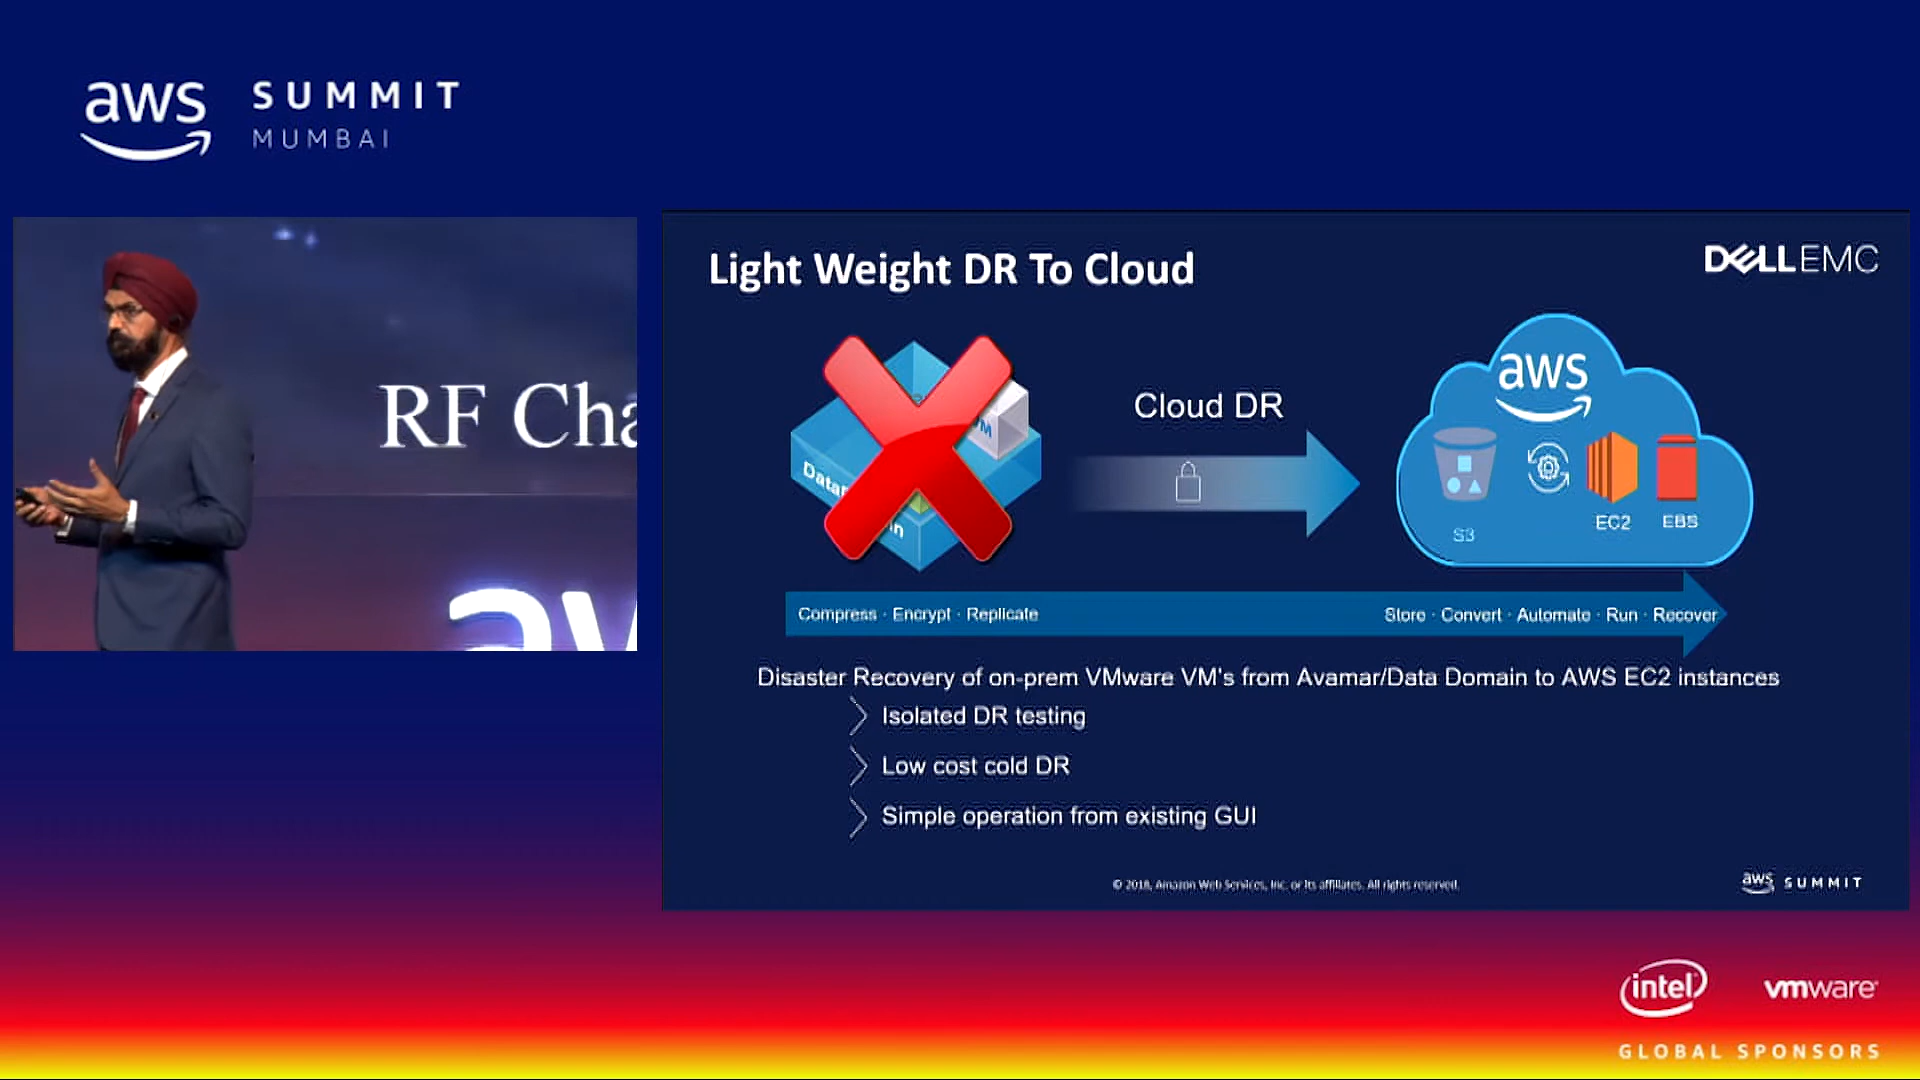 aws SUMMIT
MUMBAI
RF Cha
aws
Light Weight DR To Cloud
DELLEMC
Cloud DR
aws
S3
EC2
EBS
Compress · Encrypt · Replicate
Store · Convert · Automate · Run · Recover
Disaster Recovery of on-prem VMware VM's from Avamar/Data Domain to AWS EC2 instances
Isolated DR testing
Low cost cold DR
Simple operation from existing GUI
© 2018, Amazon Web Services, Inc. or its affiliates. All rights reserved.
aws SUMMIT
intel
vmware
GLOBAL SPONSORS